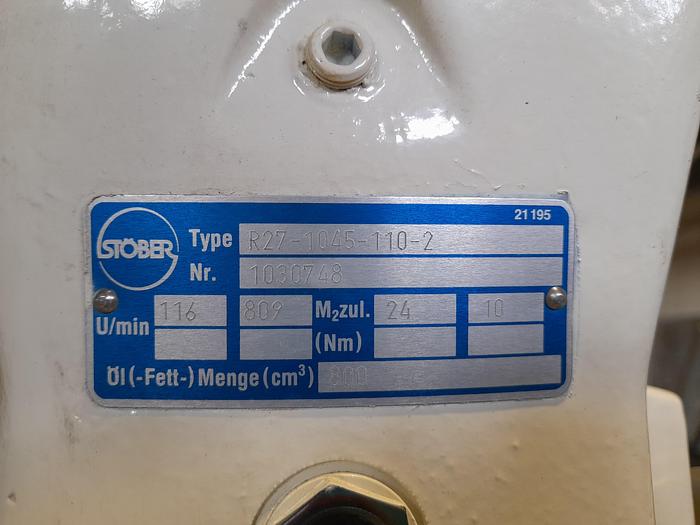 21195
STÖBER
Type R27-1045-110-2
Nr. 1030748
U/min 116 809 M₂zul. 24 10
(Nm)
Öl(-Fett-)Menge(cm³) 800